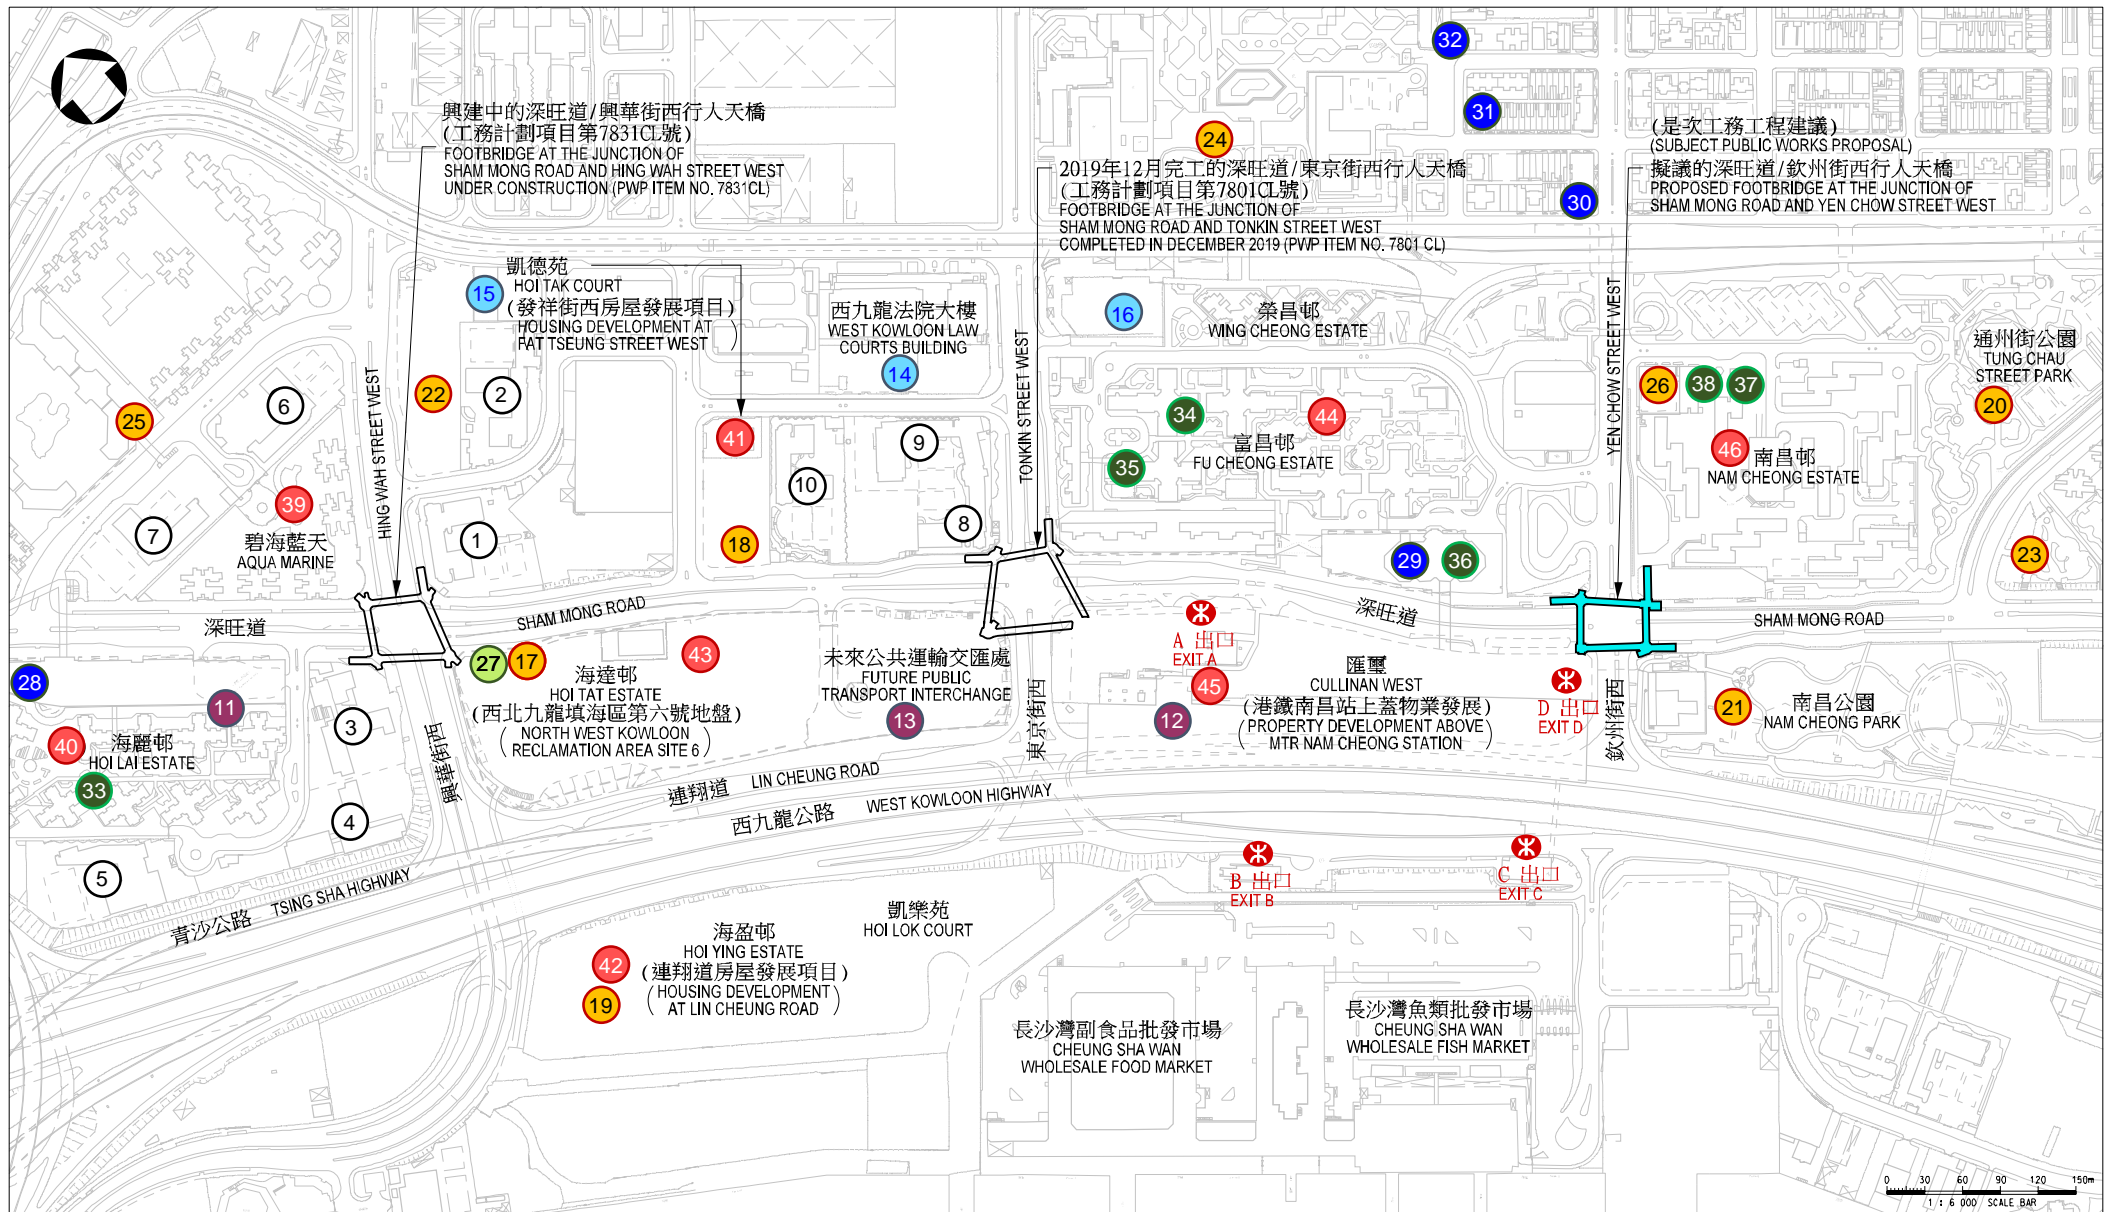 興建中的深旺道/興華街西行人天橋
(工務計劃項目第7831CL號)
FOOTBRIDGE AT THE JUNCTION OF
SHAM MONG ROAD AND HING WAH STREET WEST
UNDER CONSTRUCTION (PWP ITEM NO. 7831CL)
2019年12月完工的深旺道/東京街西行人天橋
(工務計劃項目第7801CL號)
FOOTBRIDGE AT THE JUNCTION OF
SHAM MONG ROAD AND TONKIN STREET WEST
COMPLETED IN DECEMBER 2019 (PWP ITEM NO. 7801 CL)
(是次工務工程建議)
(SUBJECT PUBLIC WORKS PROPOSAL)
擬議的深旺道/欽州街西行人天橋
PROPOSED FOOTBRIDGE AT THE JUNCTION OF
SHAM MONG ROAD AND YEN CHOW STREET WEST
32
31
24
30
凱德苑
HOI TAK COURT
(發祥街西房屋發展項目)
HOUSING DEVELOPMENT AT
FAT TSEUNG STREET WEST
15
西九龍法院大樓
WEST KOWLOON LAW
COURTS BUILDING
14
16
榮昌邨
WING CHEONG ESTATE
通州街公園
TUNG CHAU
STREET PARK
20
HING WAH STREET WEST
TONKIN STREET WEST
YEN CHOW STREET WEST
25
6
22
2
41
9
10
34
44
富昌邨
FU CHEONG ESTATE
35
26
38
37
46
南昌邨
NAM CHEONG ESTATE
39
碧海藍天
AQUA MARINE
7
1
18
8
29
36
23
深旺道
SHAM MONG ROAD
深旺道
SHAM MONG ROAD
A 出口
EXIT A
45
匯璽
CULLINAN WEST
(港鐵南昌站上蓋物業發展)
(PROPERTY DEVELOPMENT ABOVE
MTR NAM CHEONG STATION)
D 出口
EXIT D
12
27
17
43
海達邨
HOI TAT ESTATE
(西北九龍填海區第六號地盤)
(NORTH WEST KOWLOON
RECLAMATION AREA SITE 6)
未來公共運輸交匯處
FUTURE PUBLIC
TRANSPORT INTERCHANGE
13
東京街西
欽州街西
21
南昌公園
NAM CHEONG PARK
28
11
40
海麗邨
HOI LAI ESTATE
33
3
4
5
興華街西
連翔道 LIN CHEUNG ROAD
西九龍公路 WEST KOWLOON HIGHWAY
青沙公路 TSING SHA HIGHWAY
B 出口
EXIT B
C 出口
EXIT C
凱樂苑
HOI LOK COURT
海盈邨
HOI YING ESTATE
(連翔道房屋發展項目)
(HOUSING DEVELOPMENT
AT LIN CHEUNG ROAD)
42
19
長沙灣副食品批發市場
CHEUNG SHA WAN
WHOLESALE FOOD MARKET
長沙灣魚類批發市場
CHEUNG SHA WAN
WHOLESALE FISH MARKET
0 30 60 90 120 150m
1 : 6 000 SCALE BAR